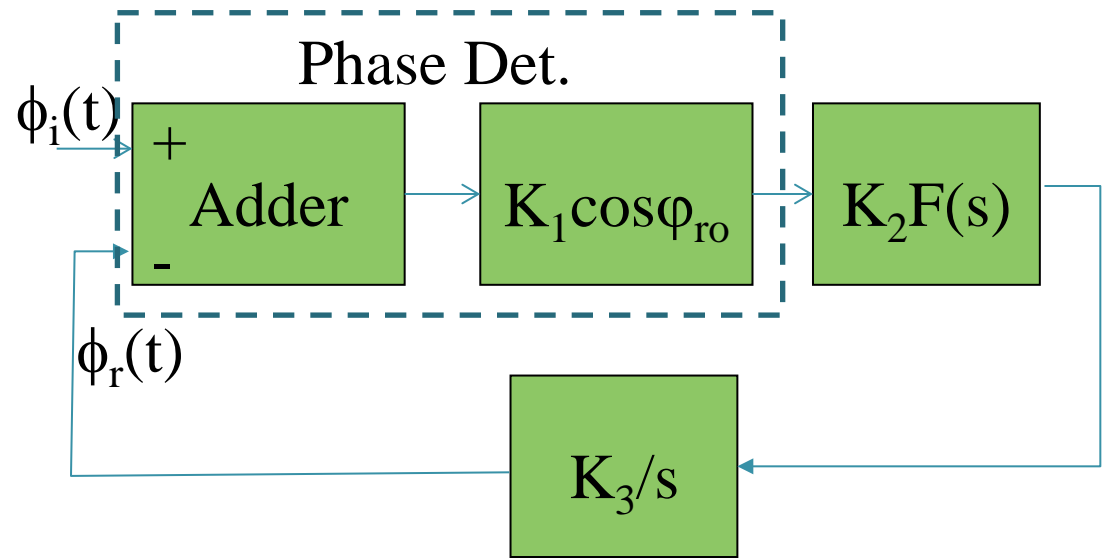 Phase Det.
ϕi(t)
+
Adder
-
K1cosφro
K2F(s)
ϕr(t)
K3/s